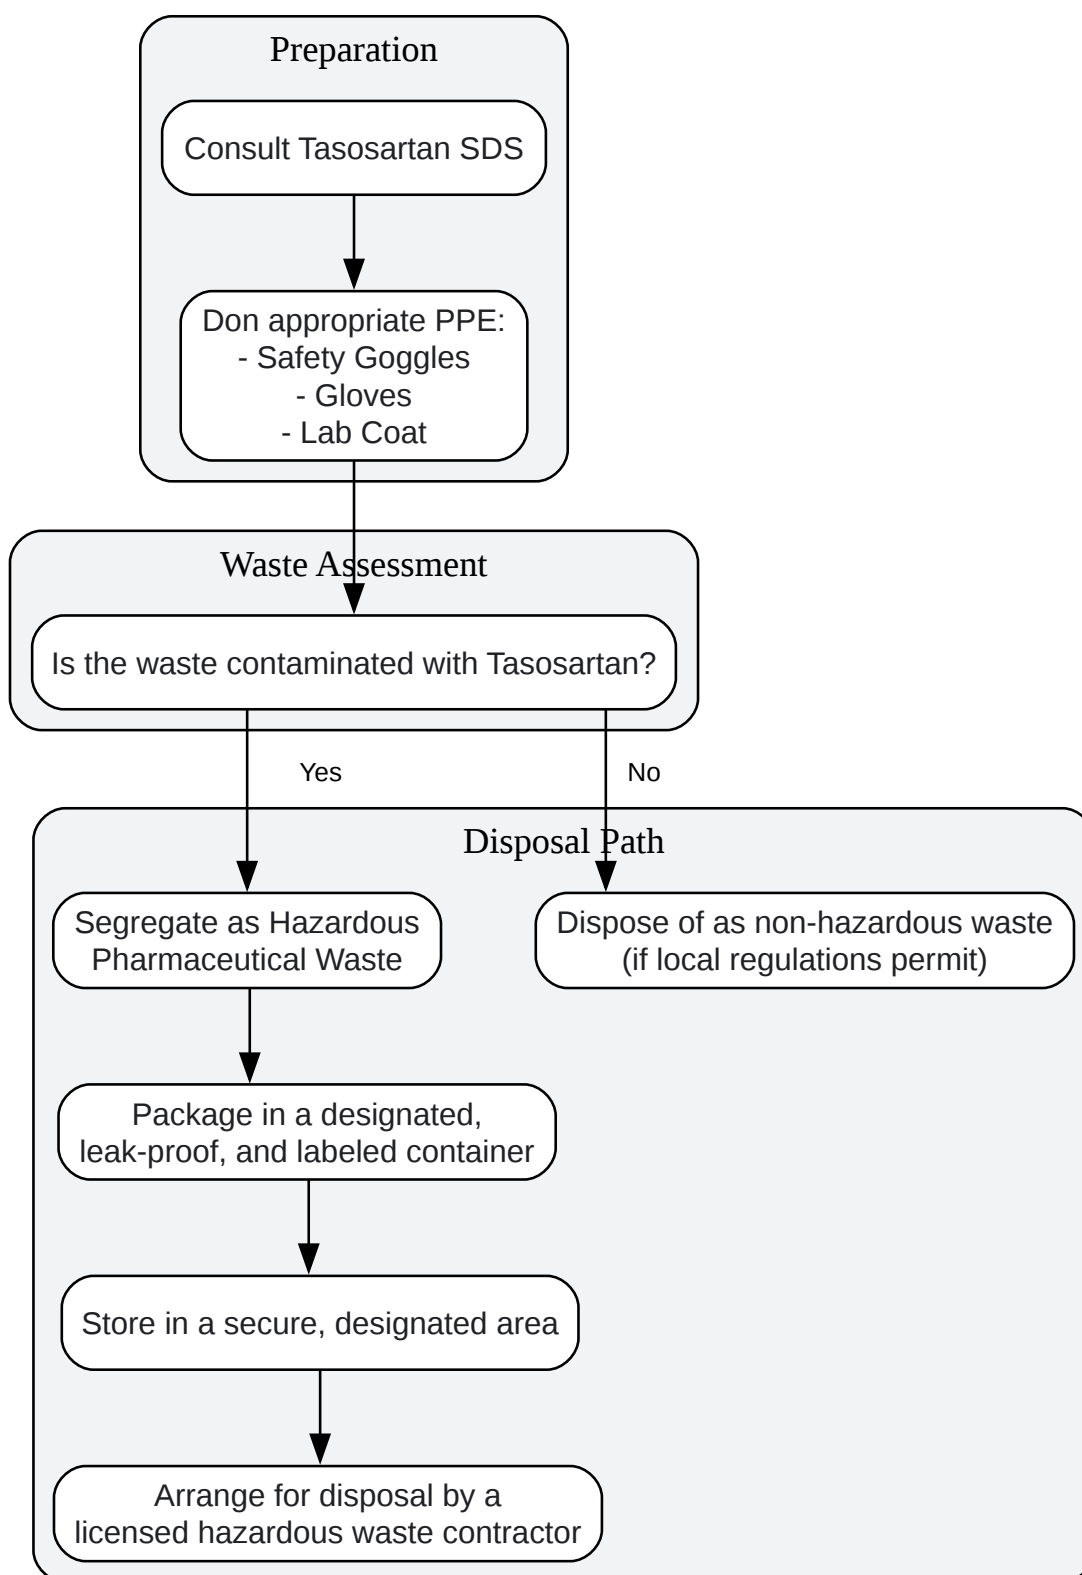 Preparation
Consult Tasosartan SDS
Don appropriate PPE:
- Safety Goggles
- Gloves
- Lab Coat
Waste Assessment
Is the waste contaminated with Tasosartan?
Yes
No
Disposal Path
Segregate as Hazardous
Pharmaceutical Waste
Dispose of as non-hazardous waste
(if local regulations permit)
Package in a designated,
leak-proof, and labeled container
Store in a secure, designated area
Arrange for disposal by a
licensed hazardous waste contractor